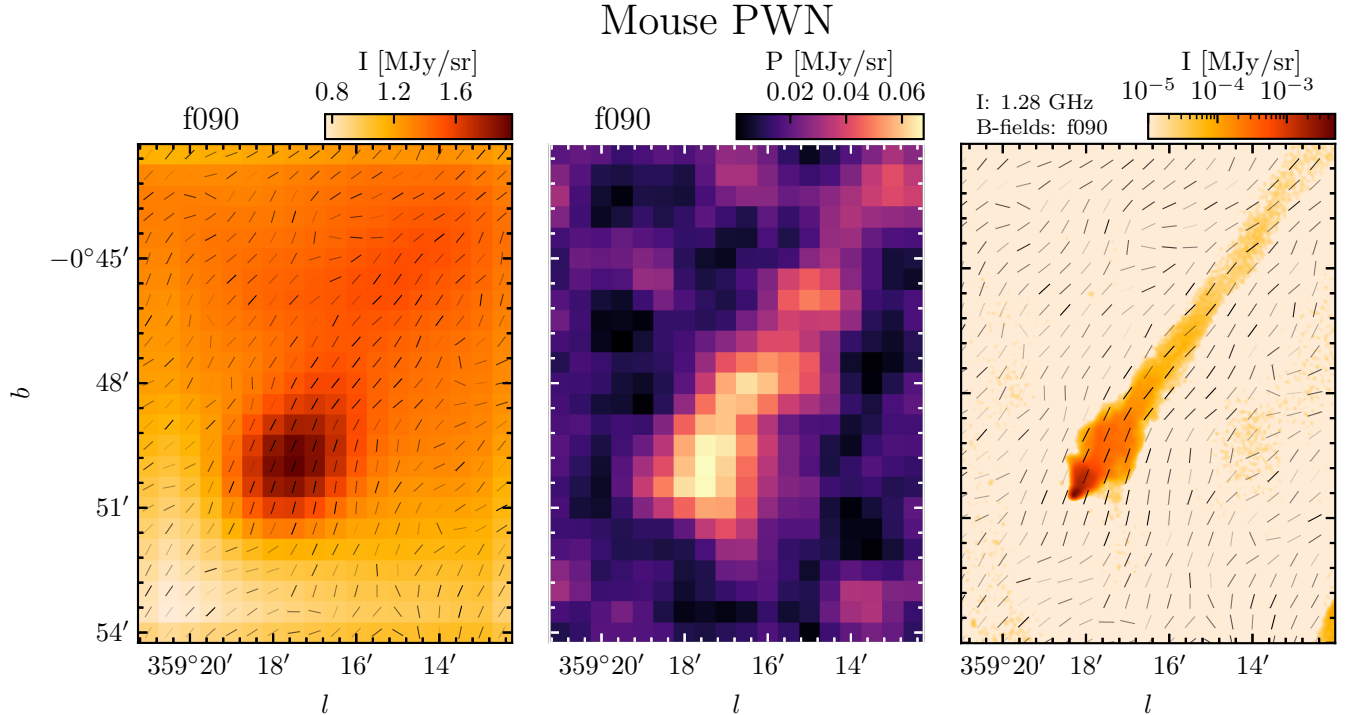 Mouse PWN
I [MJy/sr]
0.8 1.2 1.6
f090
P [MJy/sr]
0.02 0.04 0.06
f090
I [MJy/sr]
10⁻⁵ 10⁻⁴ 10⁻³
I: 1.28 GHz
B-fields: f090
b
−0°45′
48′
51′
54′
359°20′ 18′ 16′ 14′
l
359°20′ 18′ 16′ 14′
l
359°20′ 18′ 16′ 14′
l